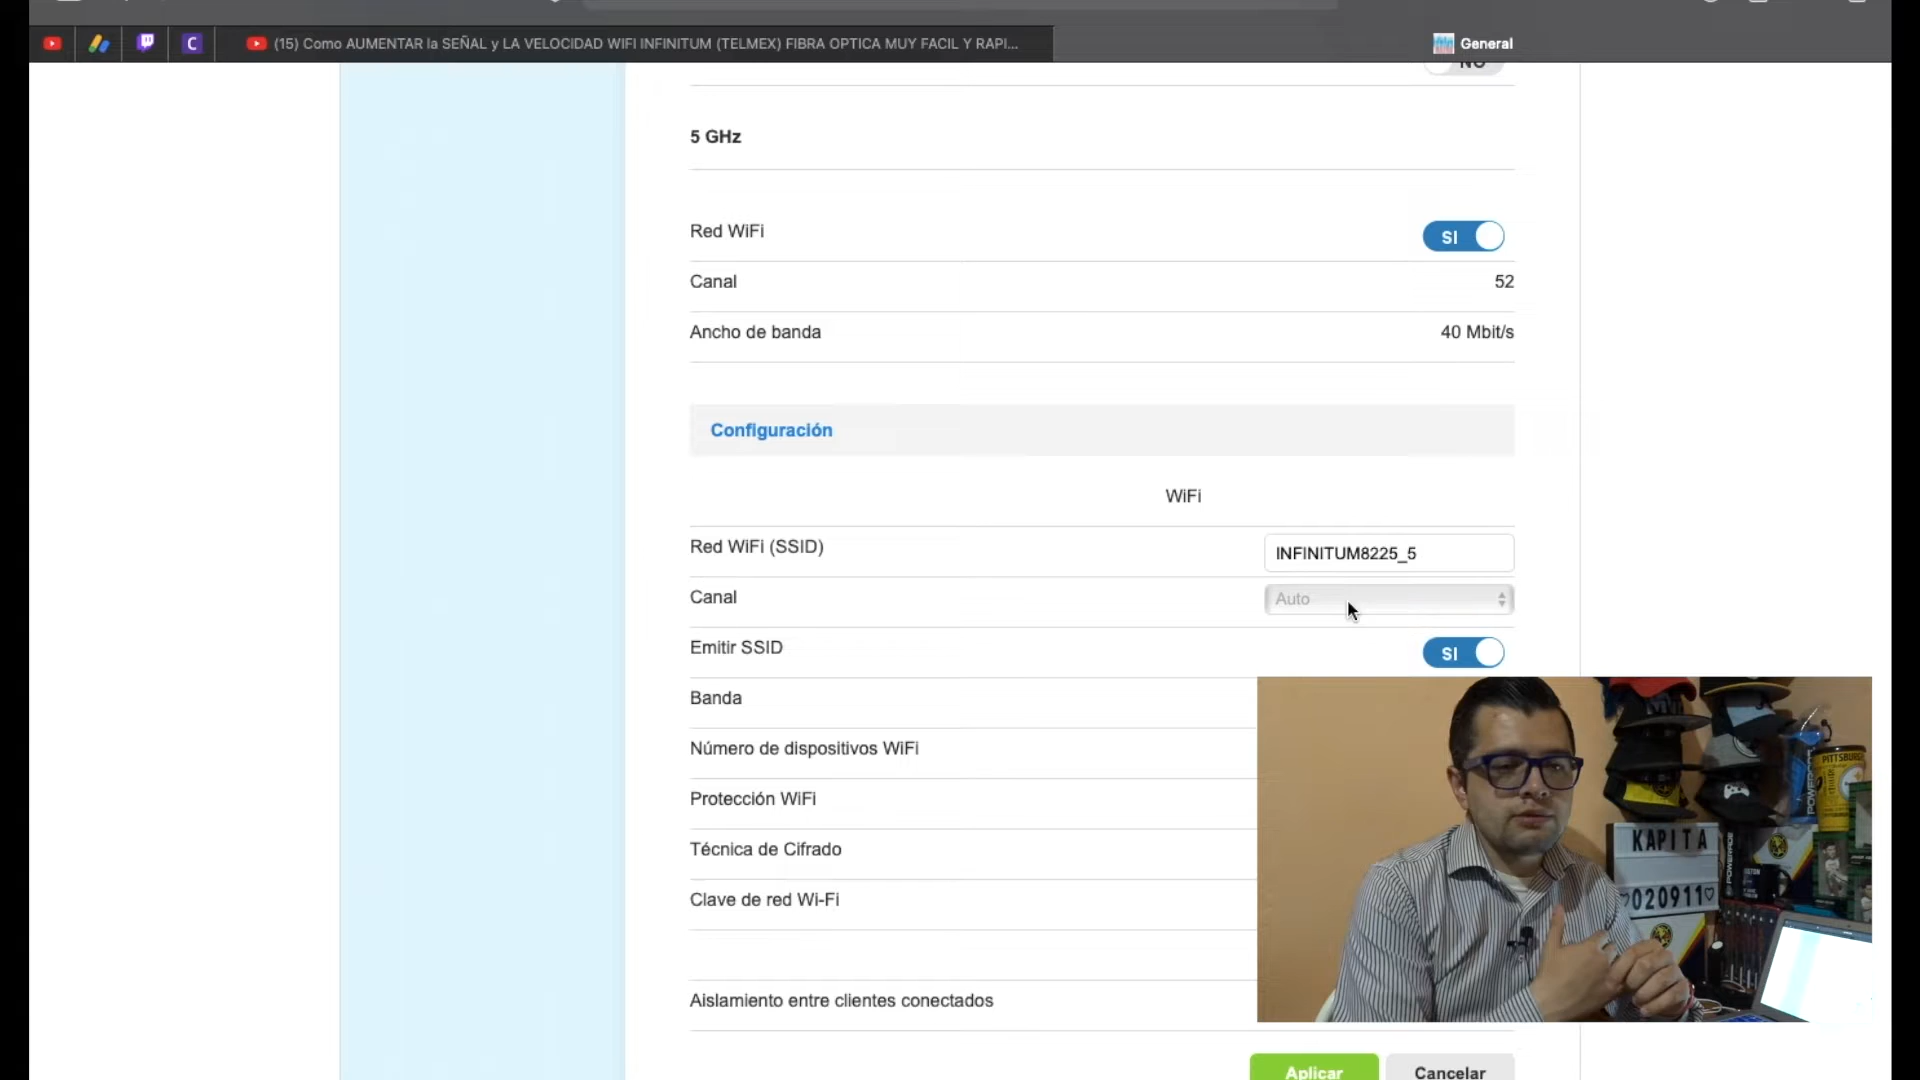 (15) Como AUMENTAR la SEÑAL y LA VELOCIDAD WIFI INFINITUM (TELMEX) FIBRA OPTICA MUY FACIL Y RAPI...
General
NO
5 GHz
Red WiFi
SI
Canal
52
Ancho de banda
40 Mbit/s
Configuración
WiFi
Red WiFi (SSID)
INFINITUM8225_5
Canal
Auto
Emitir SSID
SI
Banda
Número de dispositivos WiFi
Protección WiFi
Técnica de Cifrado
Clave de red Wi-Fi
Aislamiento entre clientes conectados
Aplicar
Cancelar
PITTSBURGH
POWERADE
KAPITA
♡020911♡